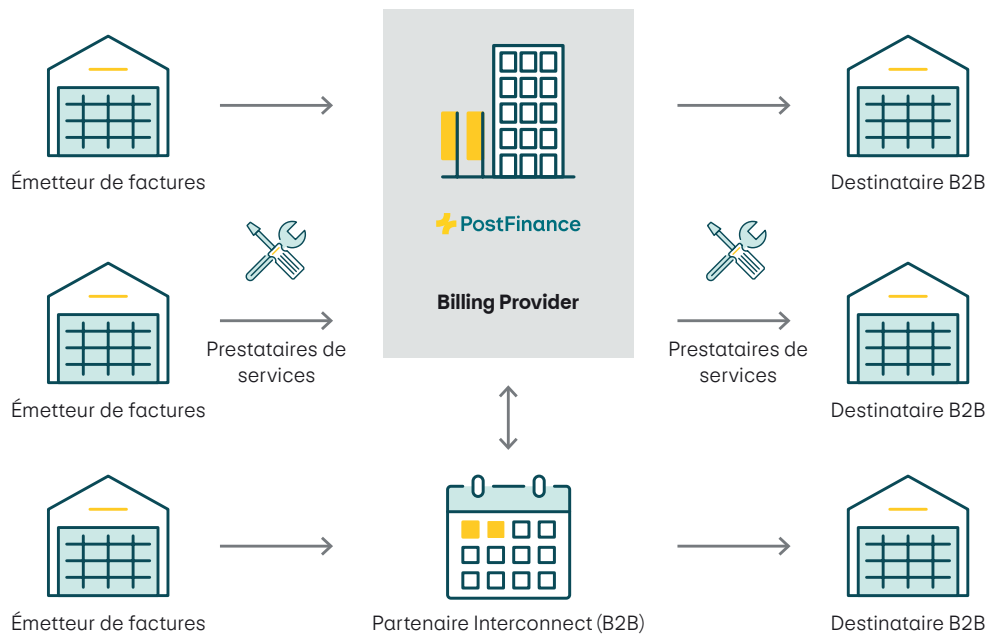 Émetteur de factures
Destinataire B2B
PostFinance
Billing Provider
Prestataires de
services
Prestataires de
services
Émetteur de factures
Destinataire B2B
Émetteur de factures
Partenaire Interconnect (B2B)
Destinataire B2B